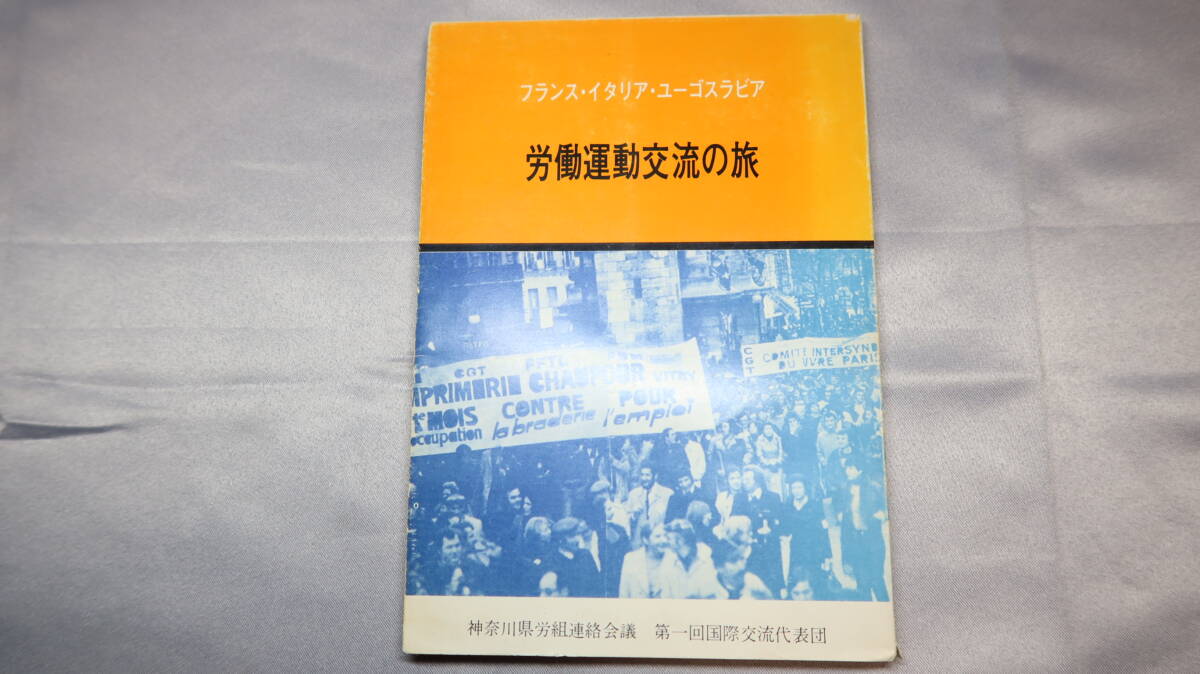 フランス・イタリア・ユーゴスラビア
労働運動交流の旅
CGT FFTL
IMPRIMERIE CHAUFOUR VITRY
MOIS CONTRE POUR
occupation la braderie l'emploi
CGT COMITÉ INTERSYND
DU LIVRE PARIS
神奈川県労組連絡会議 第一回国際交流代表団